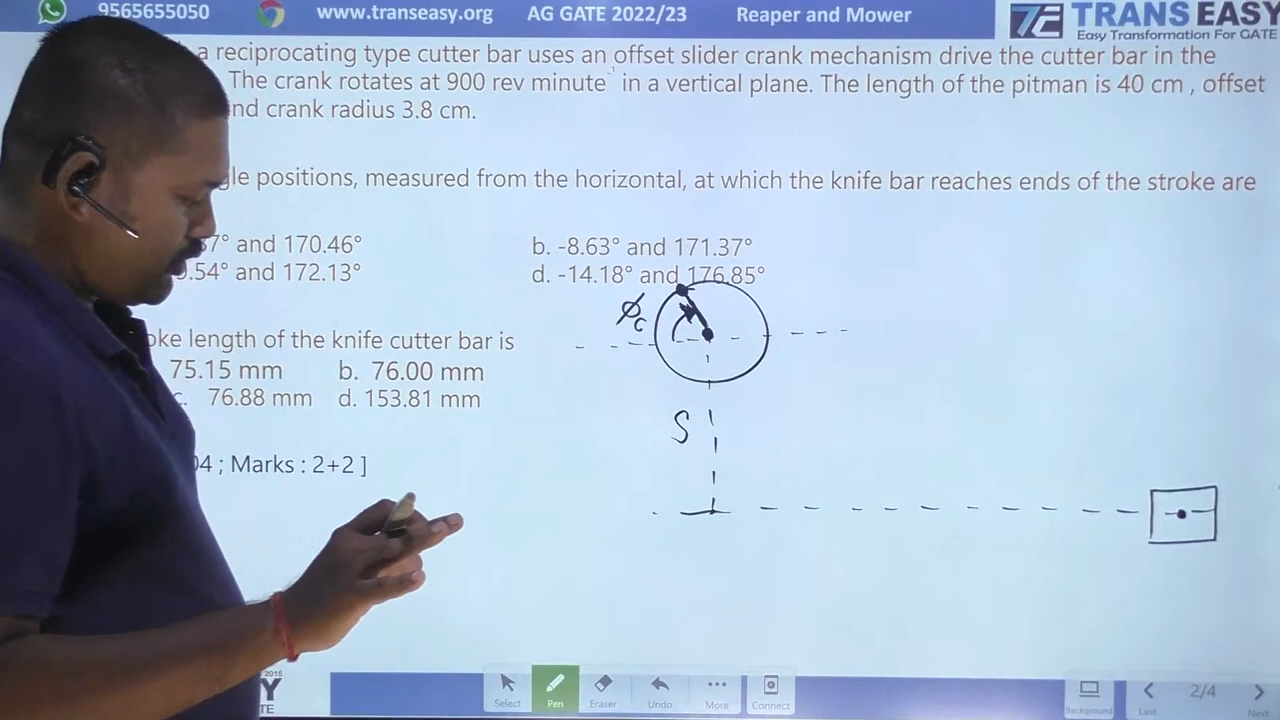 9565655050 www.transeasy.org AG GATE 2022/23 Reaper and Mower TRANS EASY
Easy Transformation For GATE
a reciprocating type cutter bar uses an offset slider crank mechanism drive the cutter bar in the
The crank rotates at 900 rev minute⁻ in a vertical plane. The length of the pitman is 40 cm , offset
nd crank radius 3.8 cm.
le positions, measured from the horizontal, at which the knife bar reaches ends of the stroke are
7° and 170.46° b. -8.63° and 171.37°
.54° and 172.13° d. -14.18° and 176.85°
ϕc
oke length of the knife cutter bar is
75.15 mm b. 76.00 mm
c. 76.88 mm d. 153.81 mm
S
04 ; Marks : 2+2 ]
Select Pen Eraser Undo More Connect Background Last 2/4 Next